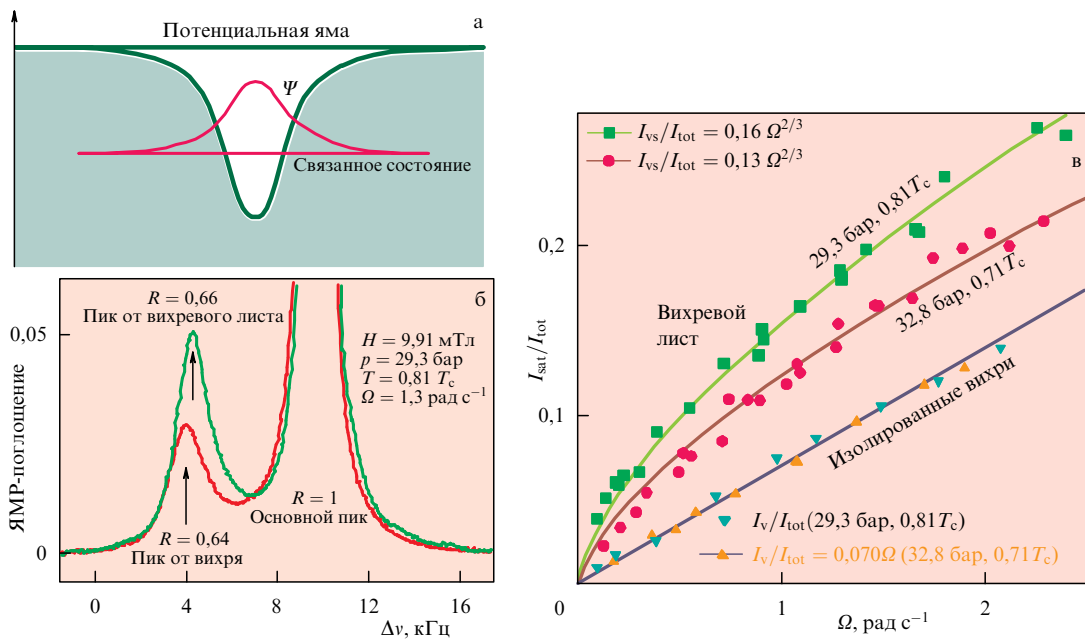 а
Потенциальная яма
Ψ
Связанное состояние
б
R = 0,66
Пик от вихревого листа
H = 9,91 мТл
p = 29,3 бар
T = 0,81 Tc
Ω = 1,3 рад с⁻¹
R = 1
Основной пик
R = 0,64
Пик от вихря
0,05
0
ЯМР-поглощение
0 4 8 12 16
Δν, кГц
в
Ivs/Itot = 0,16 Ω^2/3
Ivs/Itot = 0,13 Ω^2/3
29,3 бар, 0,81Tc
Вихревой
лист
32,8 бар, 0,71Tc
Изолированные вихри
Iv/Itot (29,3 бар, 0,81Tc)
Iv/Itot = 0,070Ω (32,8 бар, 0,71Tc)
0,2
0,1
Isat/Itot
0 1 2
Ω, рад с⁻¹